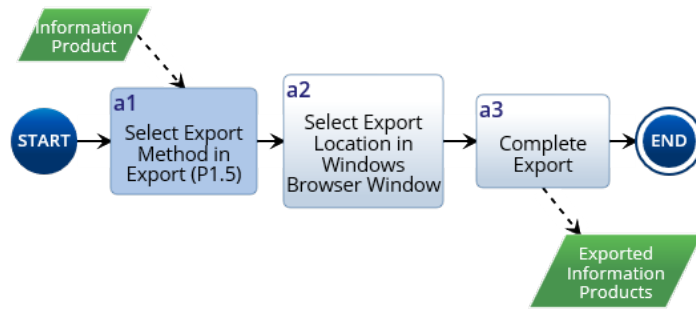 Information
Product
START
a1
Select Export
Method in
Export (P1.5)
a2
Select Export
Location in
Windows
Browser Window
a3
Complete
Export
END
Exported
Information
Products